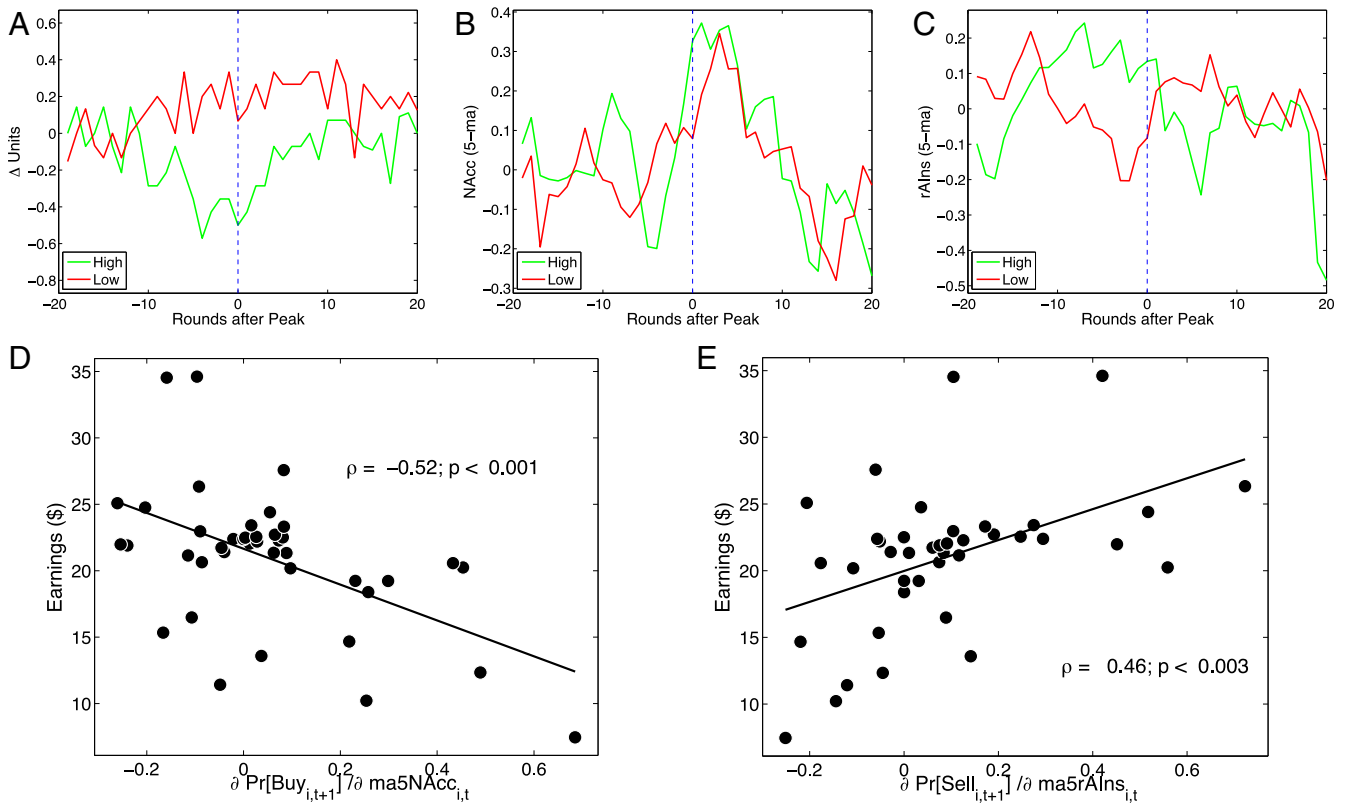 A
Δ Units
0.6
0.4
0.2
0
−0.2
−0.4
−0.6
−0.8
High
Low
−20 −10 0 10 20
Rounds after Peak
B
NAcc (5−ma)
0.4
0.3
0.2
0.1
0
−0.1
−0.2
−0.3
High
Low
−20 −10 0 10 20
Rounds after Peak
C
rAIns (5−ma)
0.3
0.2
0.1
0
−0.1
−0.2
−0.3
−0.4
−0.5
High
Low
−20 −10 0 10 20
Rounds after Peak
D
Earnings ($)
35
30
25
20
15
10
ρ = −0.52; p < 0.001
−0.2 0 0.2 0.4 0.6
∂ Pr[Buy i,t+1] /∂ ma5NAcc i,t
E
Earnings ($)
35
30
25
20
15
10
ρ = 0.46; p < 0.003
−0.2 0 0.2 0.4 0.6
∂ Pr[Sell i,t+1] /∂ ma5rAIns i,t